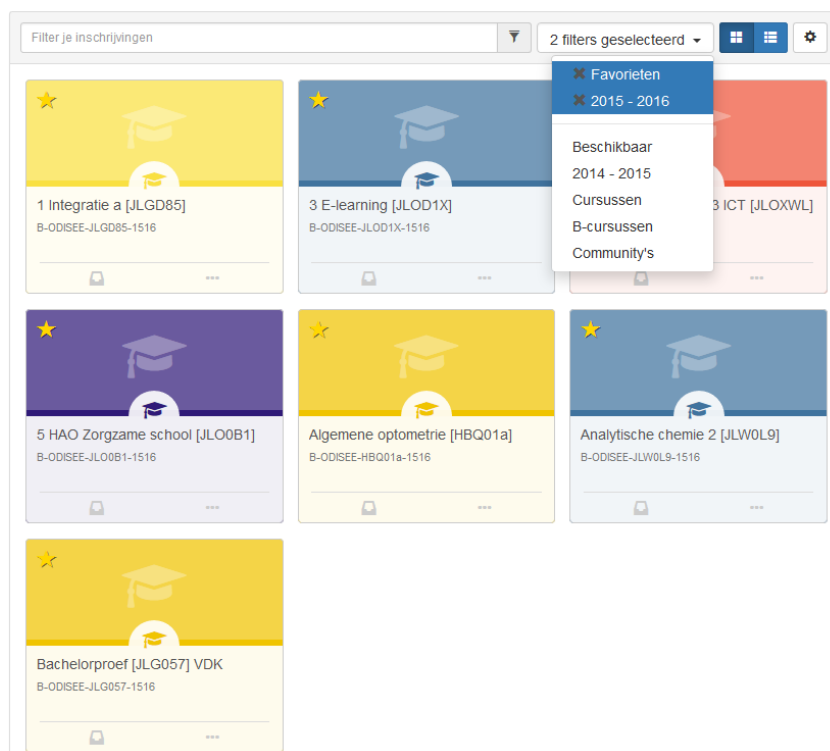 Filter je inschrijvingen
2 filters geselecteerd
✖ Favorieten
✖ 2015 - 2016
Beschikbaar
2014 - 2015
Cursussen
B-cursussen
Community's
1 Integratie a [JLGD85]
B-ODISEE-JLGD85-1516
3 E-learning [JLOD1X]
B-ODISEE-JLOD1X-1516
3 ICT [JLOXWL]
5 HAO Zorgzame school [JLO0B1]
B-ODISEE-JLO0B1-1516
Algemene optometrie [HBQ01a]
B-ODISEE-HBQ01a-1516
Analytische chemie 2 [JLW0L9]
B-ODISEE-JLW0L9-1516
Bachelorproef [JLG057] VDK
B-ODISEE-JLG057-1516